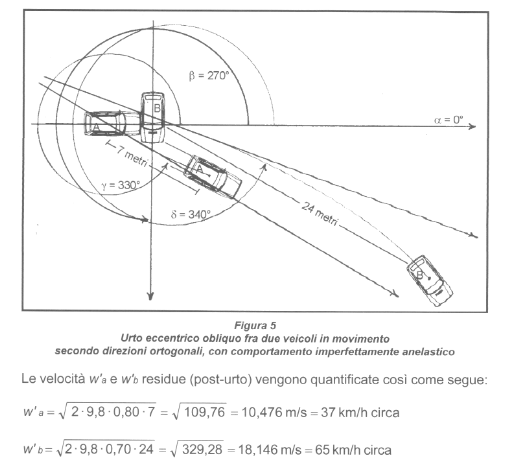 β = 270°
B
α = 0°
A
7 metri
A
γ = 330°
24 metri
δ = 340°
B
Figura 5
Urto eccentrico obliquo fra due veicoli in movimento
secondo direzioni ortogonali, con comportamento imperfettamente anelastico
Le velocità w'a e w'b residue (post-urto) vengono quantificate così come segue:
w' a = √2 · 9,8 · 0,80 · 7 = √109,76 = 10,476 m/s = 37 km/h circa
w' b = √2 · 9,8 · 0,70 · 24 = √329,28 = 18,146 m/s = 65 km/h circa